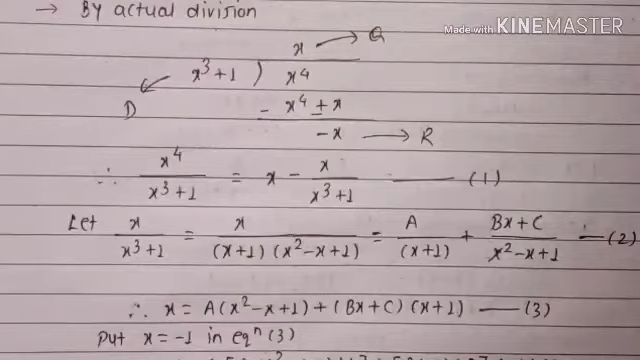 → By actual division
Made with KINEMASTER
x → Q
x³+1 ) x⁴
D
- x⁴ ± x
-x → R
∴ x⁴/(x³+1) = x - x/(x³+1) —— (1)
Let x/(x³+1) = x/((x+1)(x²-x+1)) = A/(x+1) + (Bx+C)/(x²-x+1) —(2)
∴ x = A(x²-x+1)+(Bx+C)(x+1) —— (3)
Put x=-1 in eqⁿ(3)